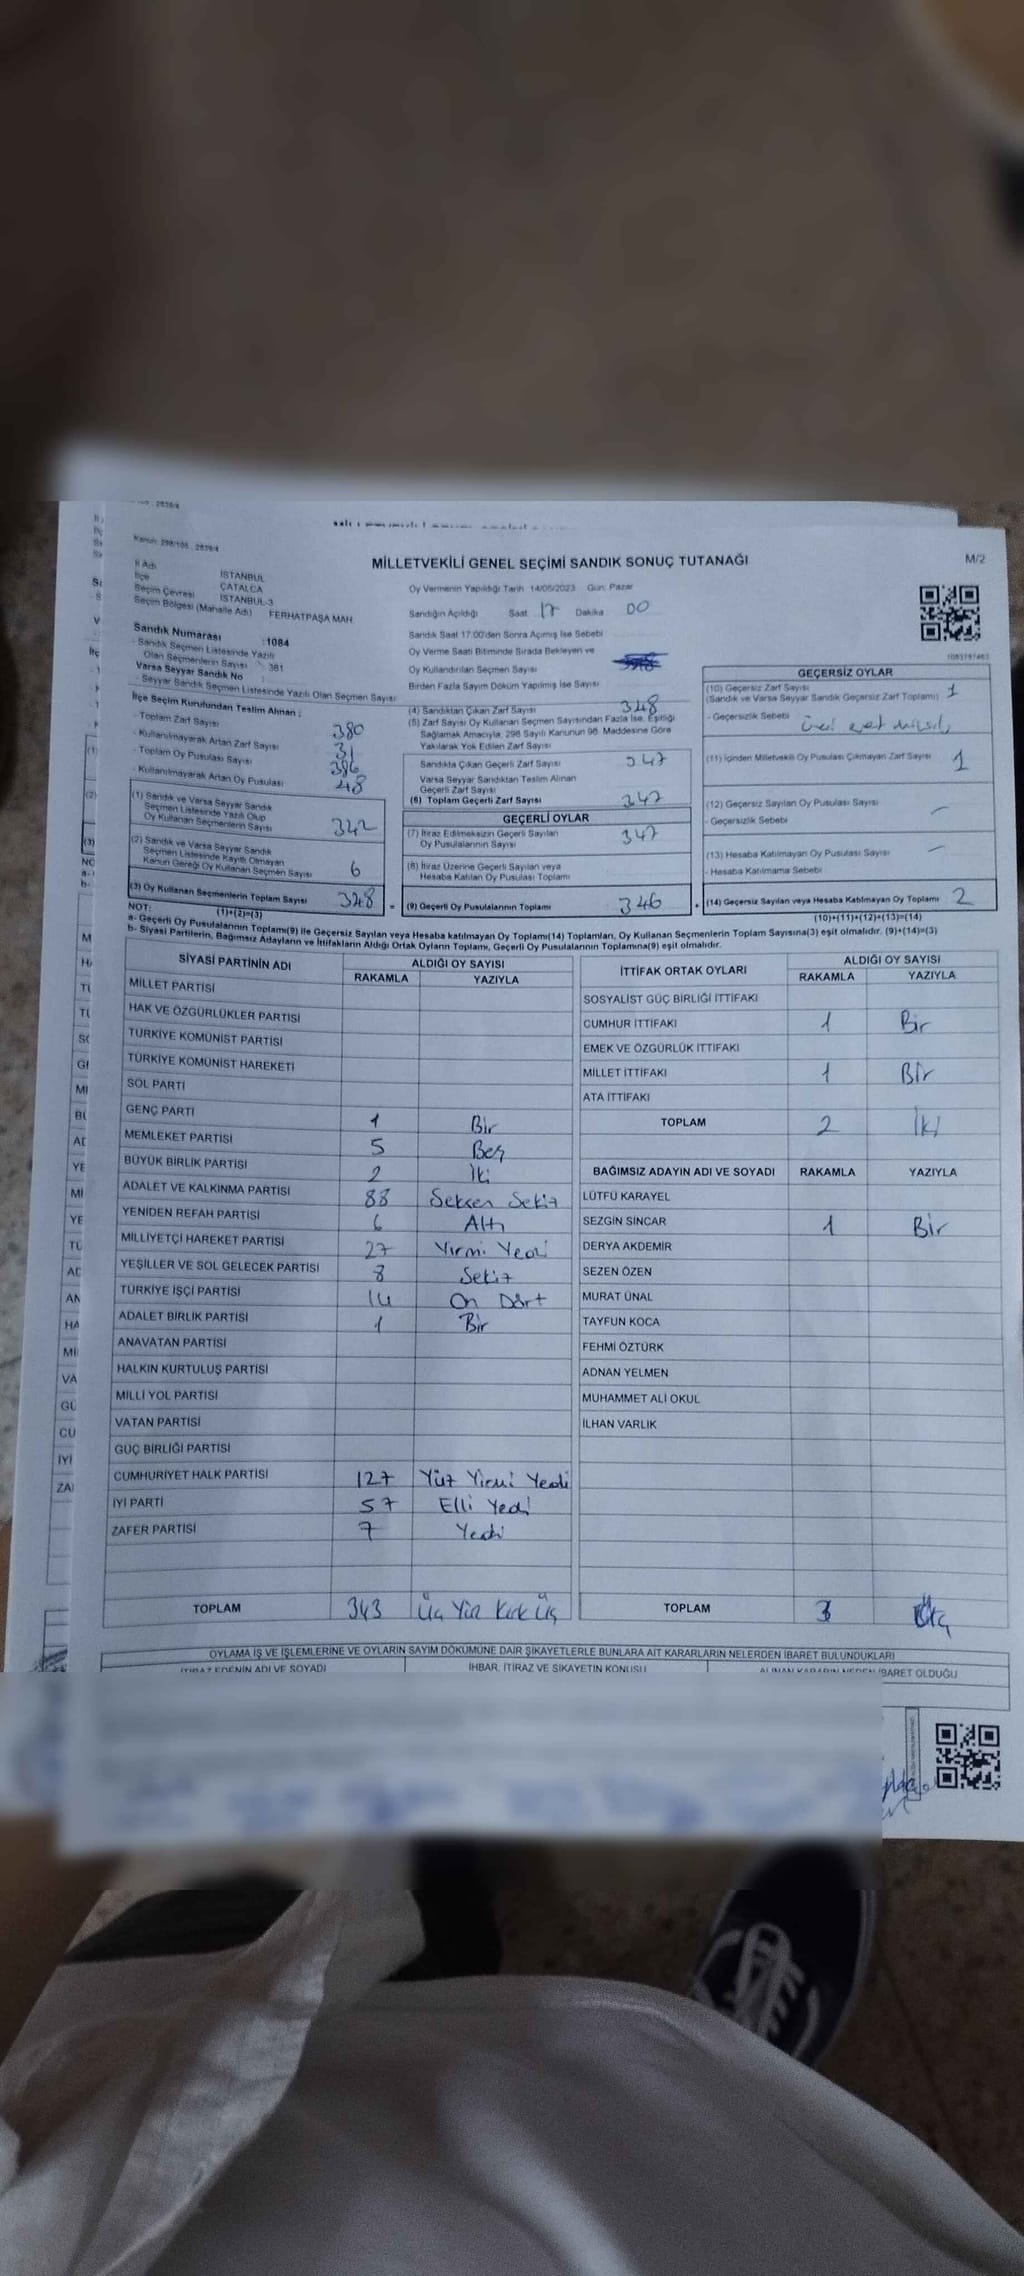 Kanun: 298/105 , 2839/4
MİLLETVEKİLİ GENEL SEÇİMİ SANDIK SONUÇ TUTANAĞI
M/2
İl Adı İSTANBUL
İlçe ÇATALCA
Seçim Çevresi İSTANBUL-3
Seçim Bölgesi (Mahalle Adı) FERHATPAŞA MAH
Sandık Numarası :1084
- Sandık Seçmen Listesinde Yazılı
Olan Seçmenlerin Sayısı : 381
Varsa Seyyar Sandık No
- Seyyar Sandık Seçmen Listesinde Yazılı Olan Seçmen Sayısı
İlçe Seçim Kurulundan Teslim Alınan :
- Toplam Zarf Sayısı 380
- Kullanılmayarak Artan Zarf Sayısı 31
- Toplam Oy Pusulası Sayısı 396
- Kullanılmayarak Artan Oy Pusulası 48
(1) Sandık ve Varsa Seyyar Sandık
Seçmen Listesinde Yazılı Olup
Oy Kullanan Seçmenlerin Sayısı 342
(2) Sandık ve Varsa Seyyar Sandık
Seçmen Listesinde Kayıtlı Olmayan
Kanun Gereği Oy Kullanan Seçmen Sayısı 6
(3) Oy Kullanan Seçmenlerin Toplam Sayısı 348
(1)+(2)=(3)
Oy Vermenin Yapıldığı Tarih 14/05/2023 Gün: Pazar
Sandığın Açıldığı Saat 17 Dakika 00
Sandık Saat 17.00'den Sonra Açılmış İse Sebebi
Oy Verme Saati Bitiminde Sırada Bekleyen ve
Oy Kullandırılan Seçmen Sayısı
Birden Fazla Sayım Döküm Yapılmış İse Sayısı
(4) Sandıktan Çıkan Zarf Sayısı 348
(5) Zarf Sayısı Oy Kullanan Seçmen Sayısından Fazla İse, Eşitliği
Sağlamak Amacıyla, 298 Sayılı Kanunun 98. Maddesine Göre
Yakılarak Yok Edilen Zarf Sayısı
Sandıkta Çıkan Geçerli Zarf Sayısı 347
Varsa Seyyar Sandıktan Teslim Alınan
Geçerli Zarf Sayısı
(6) Toplam Geçerli Zarf Sayısı 347
GEÇERLİ OYLAR
(7) İtiraz Edilmeksizin Geçerli Sayılan
Oy Pusulalarının Sayısı 347
(8) İtiraz Üzerine Geçerli Sayılan veya
Hesaba Katılan Oy Pusulası Toplamı
= (9) Geçerli Oy Pusulalarının Toplamı 346 +
1083797463
GEÇERSİZ OYLAR
(10) Geçersiz Zarf Sayısı 1
(Sandık ve Varsa Seyyar Sandık Geçersiz Zarf Toplamı)
- Geçersizlik Sebebi
(11) İçinden Milletvekili Oy Pusulası Çıkmayan Zarf Sayısı 1
(12) Geçersiz Sayılan Oy Pusulası Sayısı –
- Geçersizlik Sebebi
(13) Hesaba Katılmayan Oy Pusulası Sayısı –
- Hesaba Katılmama Sebebi
(14) Geçersiz Sayılan veya Hesaba Katılmayan Oy Toplamı 2
(10)+(11)+(12)+(13)=(14)
NOT:
a- Geçerli Oy Pusulalarının Toplamı(9) ile Geçersiz Sayılan veya Hesaba katılmayan Oy Toplamı(14) Toplamları, Oy Kullanan Seçmenlerin Toplam Sayısına(3) eşit olmalıdır. (9)+(14)=(3)
b- Siyasi Partilerin, Bağımsız Adayların ve İttifakların Aldığı Ortak Oyların Toplamı, Geçerli Oy Pusulalarının Toplamına(9) eşit olmalıdır.
SİYASİ PARTİNİN ADI ALDIĞI OY SAYISI
RAKAMLA YAZIYLA
MİLLET PARTİSİ
HAK VE ÖZGÜRLÜKLER PARTİSİ
TÜRKİYE KOMÜNİST PARTİSİ
TÜRKİYE KOMÜNİST HAREKETİ
SOL PARTİ
GENÇ PARTİ 1 Bir
MEMLEKET PARTİSİ 5 Beş
BÜYÜK BİRLİK PARTİSİ 2 İki
ADALET VE KALKINMA PARTİSİ 88 Seksen Sekiz
YENİDEN REFAH PARTİSİ 6 Altı
MİLLİYETÇİ HAREKET PARTİSİ 27 Yirmi Yedi
YEŞİLLER VE SOL GELECEK PARTİSİ 8 Sekiz
TÜRKİYE İŞÇİ PARTİSİ 14 On Dört
ADALET BİRLİK PARTİSİ 1 Bir
ANAVATAN PARTİSİ
HALKIN KURTULUŞ PARTİSİ
MİLLİ YOL PARTİSİ
VATAN PARTİSİ
GÜÇ BİRLİĞİ PARTİSİ
CUMHURİYET HALK PARTİSİ 127 Yüz Yirmi Yedi
İYİ PARTİ 57 Elli Yedi
ZAFER PARTİSİ 7 Yedi
TOPLAM 343 Üç Yüz Kırk Üç
İTTİFAK ORTAK OYLARI ALDIĞI OY SAYISI
RAKAMLA YAZIYLA
SOSYALİST GÜÇ BİRLİĞİ İTTİFAKI
CUMHUR İTTİFAKI 1 Bir
EMEK VE ÖZGÜRLÜK İTTİFAKI
MİLLET İTTİFAKI 1 Bir
ATA İTTİFAKI
TOPLAM 2 İki
BAĞIMSIZ ADAYIN ADI VE SOYADI RAKAMLA YAZIYLA
LÜTFÜ KARAYEL
SEZGİN SİNCAR 1 Bir
DERYA AKDEMİR
SEZEN ÖZEN
MURAT ÜNAL
TAYFUN KOCA
FEHMİ ÖZTÜRK
ADNAN YELMEN
MUHAMMET ALİ OKUL
İLHAN VARLIK
TOPLAM 3 Üç
OYLAMA İŞ VE İŞLEMLERİNE VE OYLARIN SAYIM DÖKÜMÜNE DAİR ŞİKAYETLERLE BUNLARA AİT KARARLARIN NELERDEN İBARET BULUNDUKLARI
İTİRAZ EDENİN ADI VE SOYADI İHBAR, İTİRAZ VE ŞİKAYETİN KONUSU ALINAN KARARIN NEDEN İBARET OLDUĞU